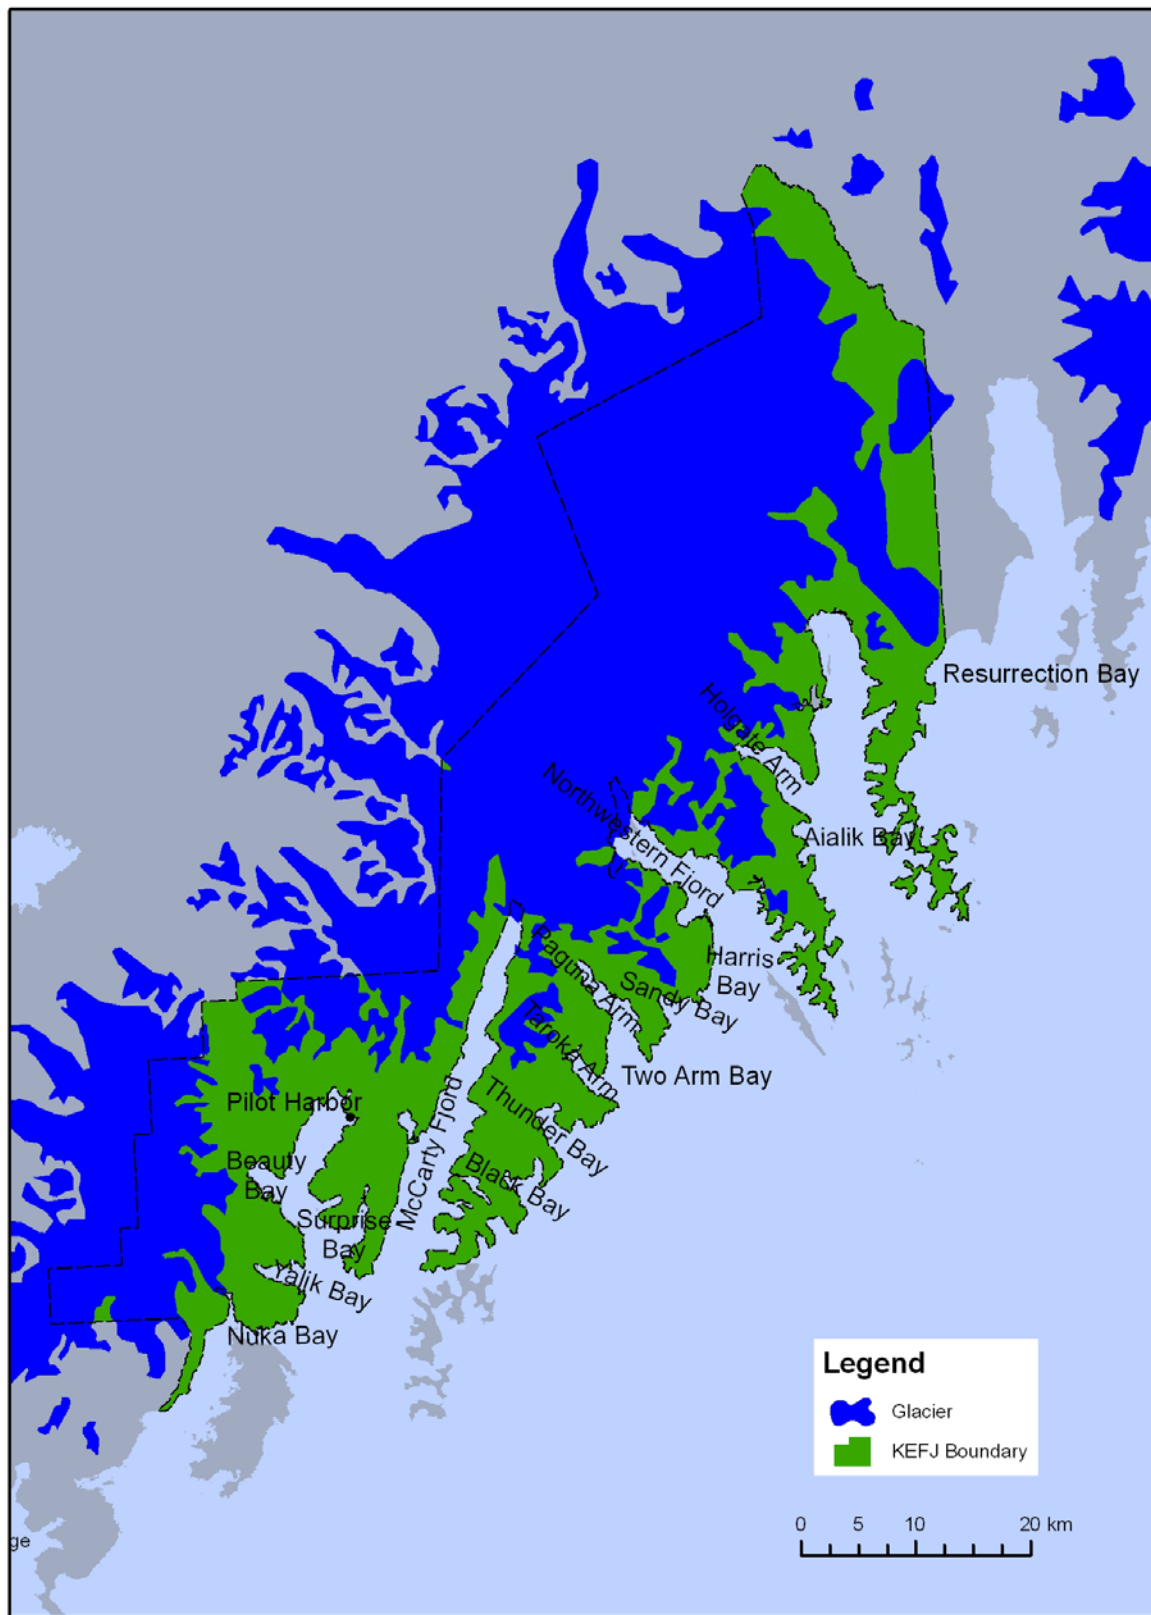 Resurrection Bay
Holgate Arm
Northwestern Fjord
Aialik Bay
Harris
Bay
Paguna Arm
Sandy Bay
Taroka Arm
Two Arm Bay
Thunder Bay
Pilot Harbor
McCarty Fjord
Beauty
Bay
Black Bay
Surprise
Bay
Yalik Bay
Nuka Bay
Legend
Glacier
KEFJ Boundary
0 5 10 20 km
ge